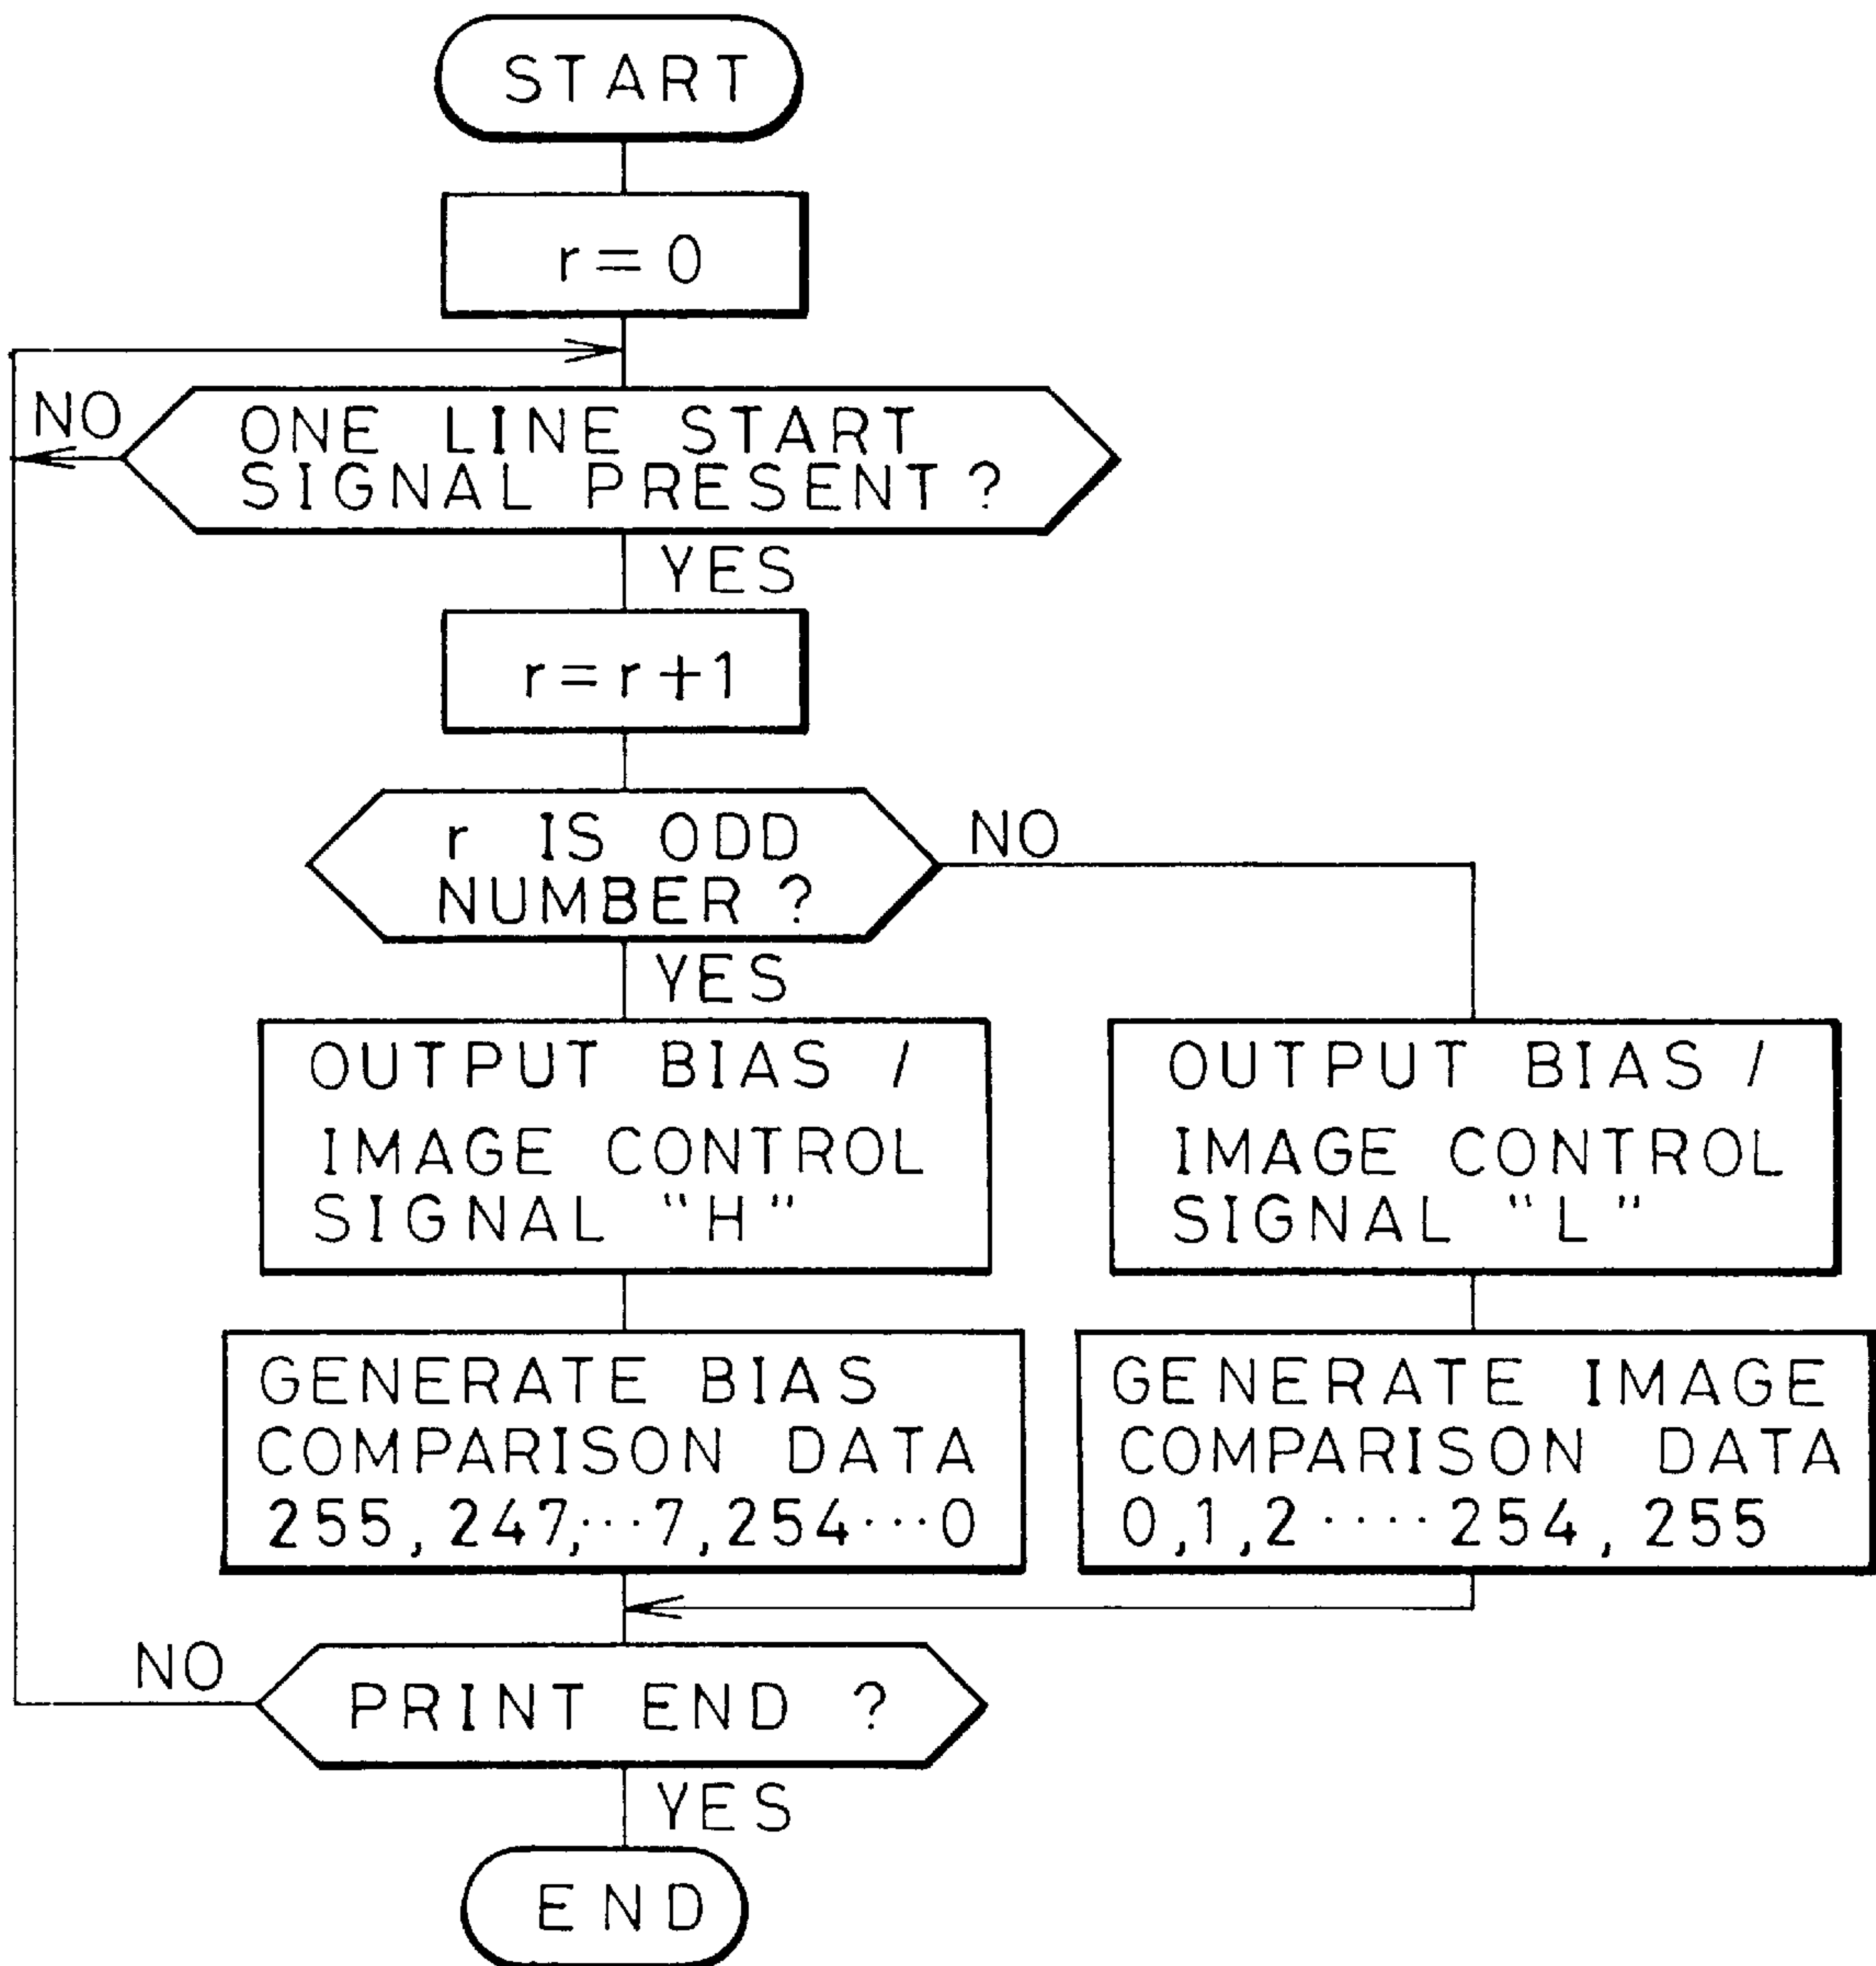 START
r=0
NO
ONE LINE START
SIGNAL PRESENT?
YES
r=r+1
r IS ODD
NUMBER?
NO
YES
OUTPUT BIAS /
IMAGE CONTROL
SIGNAL "H"
OUTPUT BIAS /
IMAGE CONTROL
SIGNAL "L"
GENERATE BIAS
COMPARISON DATA
255,247,···7,254···0
GENERATE IMAGE
COMPARISON DATA
0,1,2 ···· 254,255
NO
PRINT END ?
YES
END